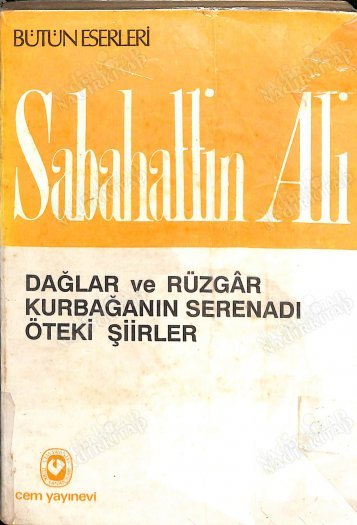 BÜTÜN ESERLERİ
Sabahattin Ali
DAĞLAR ve RÜZGÂR
KURBAĞANIN SERENADI
ÖTEKİ ŞİİRLER
cem yayınevi